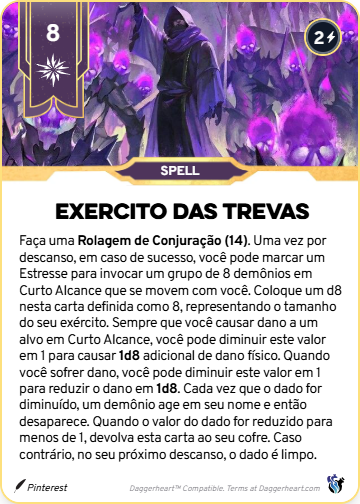 8
2
SPELL
EXERCITO DAS TREVAS
Faça uma Rolagem de Conjuração (14). Uma vez por
descanso, em caso de sucesso, você pode marcar um
Estresse para invocar um grupo de 8 demônios em
Curto Alcance que se movem com você. Coloque um d8
nesta carta definida como 8, representando o tamanho
do seu exército. Sempre que você causar dano a um
alvo em Curto Alcance, você pode diminuir este valor
em 1 para causar 1d8 adicional de dano físico. Quando
você sofrer dano, você pode diminuir este valor em 1
para reduzir o dano em 1d8. Cada vez que o dado for
diminuído, um demônio age em seu nome e então
desaparece. Quando o valor do dado for reduzido para
menos de 1, devolva esta carta ao seu cofre. Caso
contrário, no seu próximo descanso, o dado é limpo.
Pinterest
Daggerheart™ Compatible. Terms at Daggerheart.com